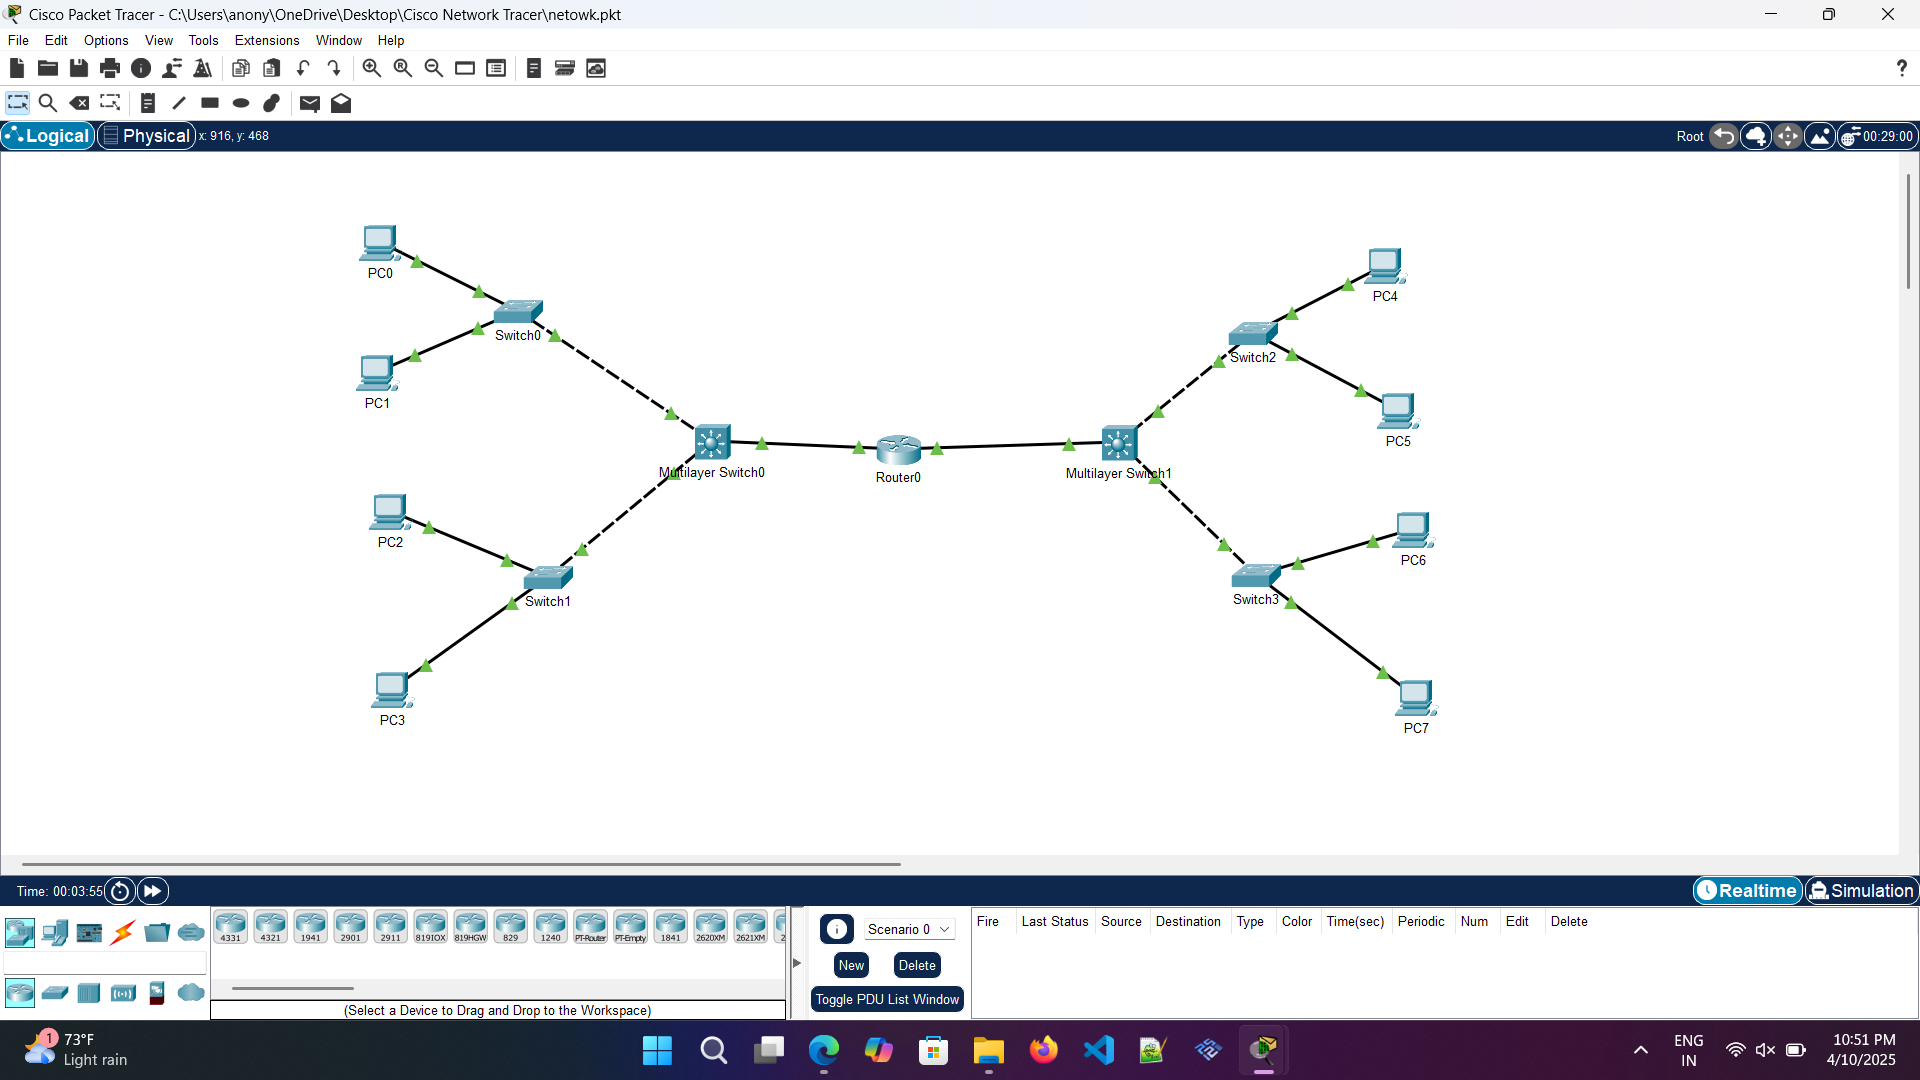 Cisco Packet Tracer - C:\Users\anony\OneDrive\Desktop\Cisco Network Tracer\netowk.pkt
File Edit Options View Tools Extensions Window Help
Logical Physical x: 916, y: 468 Root 00:29:00
PC0
PC4
Switch0
Switch2
PC1
PC5
Multilayer Switch0
Router0
Multilayer Switch1
PC2
PC6
Switch1
Switch3
PC3
PC7
Time: 00:03:55 Realtime Simulation
4331 4321 1941 2901 2911 819IOX 819HGW 829 1240 PT-Router PT-Empty 1841 2620XM 2621XM 2
Scenario 0
New Delete
Toggle PDU List Window
Fire Last Status Source Destination Type Color Time(sec) Periodic Num Edit Delete
(Select a Device to Drag and Drop to the Workspace)
1
73°F
Light rain
ENG
IN
10:51 PM
4/10/2025